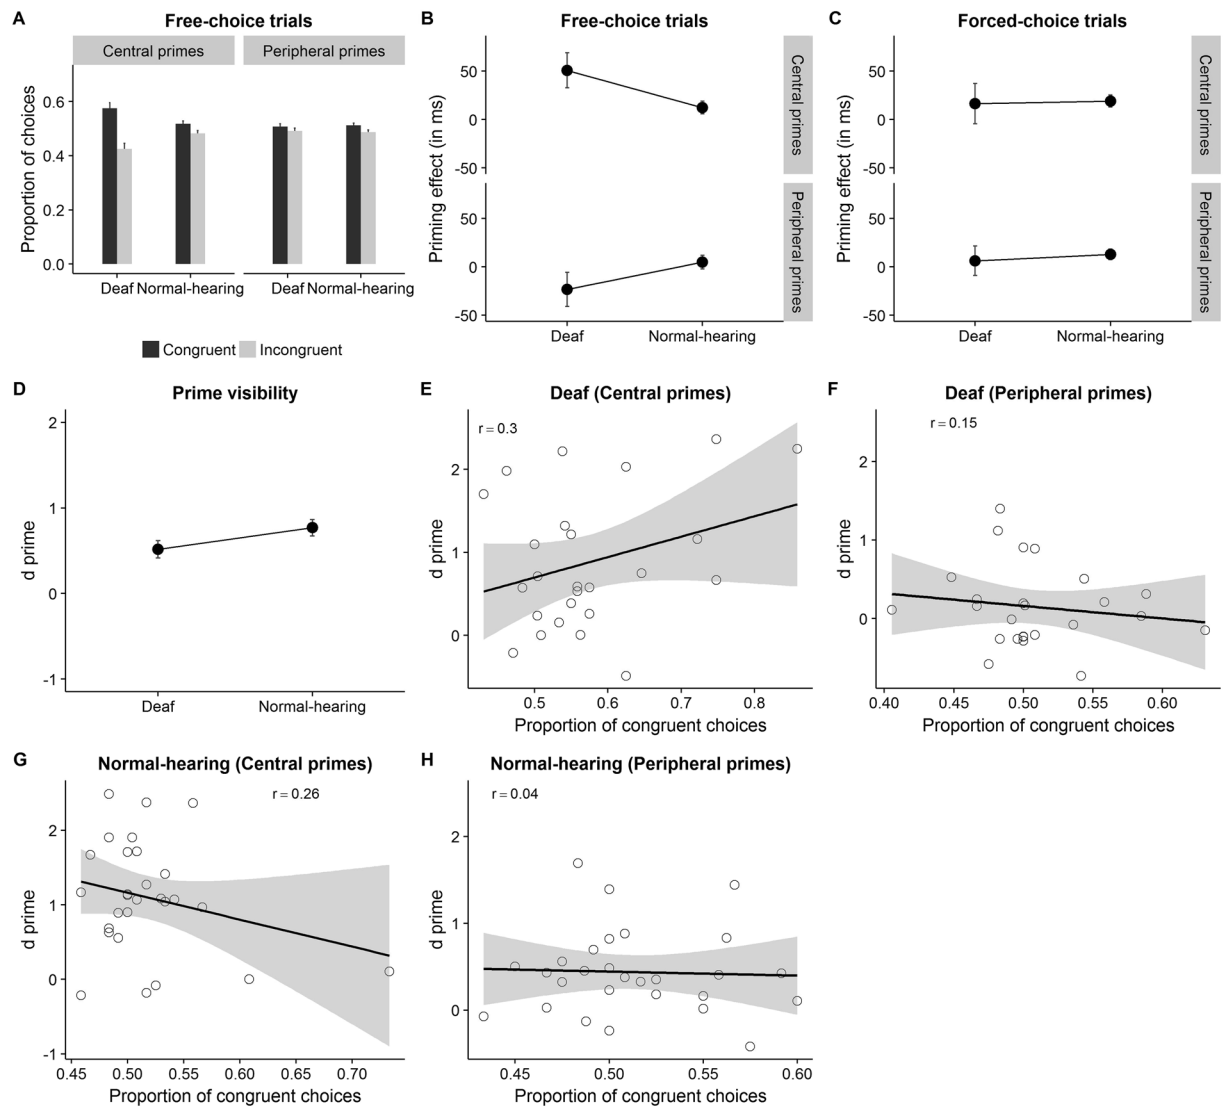 A
Free-choice trials
Central primes
Peripheral primes
Proportion of choices
0.6
0.4
0.2
0.0
Deaf
Normal-hearing
Deaf
Normal-hearing
Congruent
Incongruent
B
Free-choice trials
Priming effect (in ms)
50
0
-50
50
0
-50
Central primes
Peripheral primes
Deaf
Normal-hearing
C
Forced-choice trials
Priming effect (in ms)
50
0
-50
50
0
-50
Central primes
Peripheral primes
Deaf
Normal-hearing
D
Prime visibility
d prime
2
1
0
-1
Deaf
Normal-hearing
E
Deaf (Central primes)
r = 0.3
d prime
2
1
0
0.5 0.6 0.7 0.8
Proportion of congruent choices
F
Deaf (Peripheral primes)
r = 0.15
d prime
2
1
0
0.40 0.45 0.50 0.55 0.60
Proportion of congruent choices
G
Normal-hearing (Central primes)
r = 0.26
d prime
2
1
0
-1
0.45 0.50 0.55 0.60 0.65 0.70
Proportion of congruent choices
H
Normal-hearing (Peripheral primes)
r = 0.04
d prime
2
1
0
0.45 0.50 0.55 0.60
Proportion of congruent choices